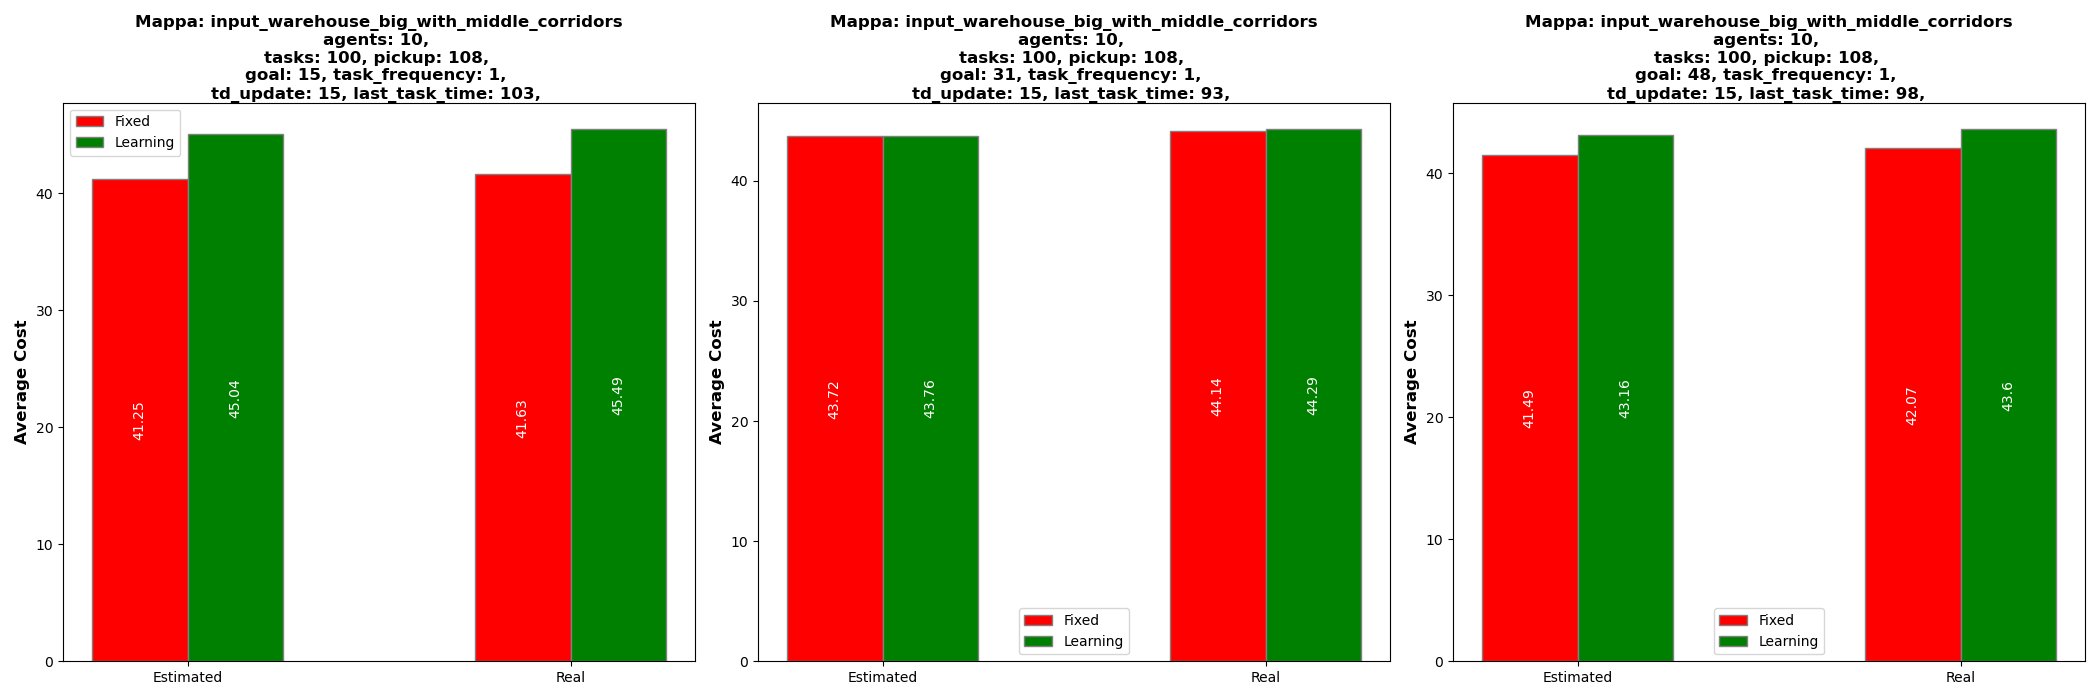 Mappa: input_warehouse_big_with_middle_corridors
agents: 10,
tasks: 100, pickup: 108,
goal: 15, task_frequency: 1,
td_update: 15, last_task_time: 103,
Fixed
Learning
Average Cost
40
30
20
10
0
41.25
45.04
41.63
45.49
Estimated
Real
Mappa: input_warehouse_big_with_middle_corridors
agents: 10,
tasks: 100, pickup: 108,
goal: 31, task_frequency: 1,
td_update: 15, last_task_time: 93,
Average Cost
40
30
20
10
0
43.72
43.76
44.14
44.29
Fixed
Learning
Estimated
Real
Mappa: input_warehouse_big_with_middle_corridors
agents: 10,
tasks: 100, pickup: 108,
goal: 48, task_frequency: 1,
td_update: 15, last_task_time: 98,
Average Cost
40
30
20
10
0
41.49
43.16
42.07
43.6
Fixed
Learning
Estimated
Real